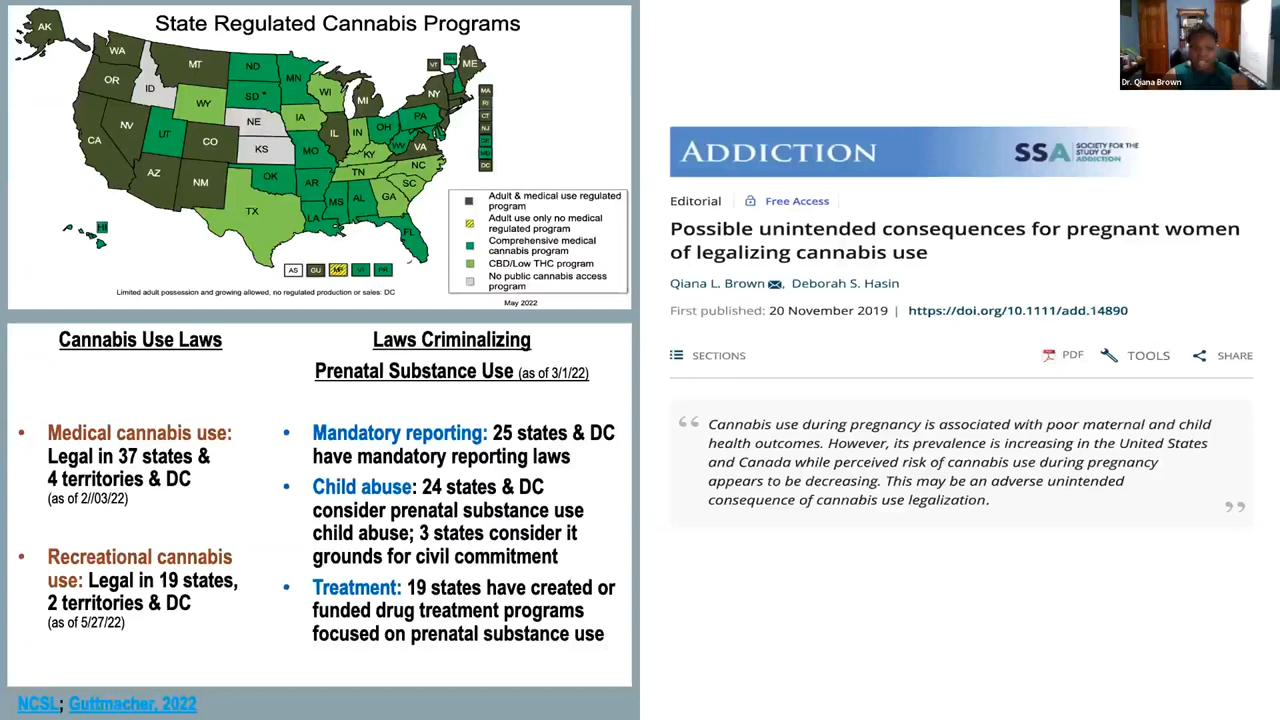 State Regulated Cannabis Programs
AK
WA
OR
CA
NV
ID
MT
WY
UT
AZ
CO
NM
ND
SD*
NE
KS
OK
TX
MN
IA
MO
AR
LA
WI
IL
MS
MI
IN
KY
TN
AL
OH
WV
GA
FL
PA
NY
VA
NC
SC
VT
ME
MA
RI
CT
NJ
DC
HI
AS
GU
VI
PR
Adult & medical use regulated
program
Adult use only no medical
regulated program
Comprehensive medical
cannabis program
CBD/Low THC program
No public cannabis access
program
Limited adult possession and growing allowed, no regulated production or sales: DC
May 2022
Cannabis Use Laws
• Medical cannabis use:
Legal in 37 states &
4 territories & DC
(as of 2//03/22)
• Recreational cannabis
use: Legal in 19 states,
2 territories & DC
(as of 5/27/22)
Laws Criminalizing
Prenatal Substance Use (as of 3/1/22)
• Mandatory reporting: 25 states & DC
have mandatory reporting laws
• Child abuse: 24 states & DC
consider prenatal substance use
child abuse; 3 states consider it
grounds for civil commitment
• Treatment: 19 states have created or
funded drug treatment programs
focused on prenatal substance use
NCSL; Guttmacher, 2022
Dr. Qiana Brown
ADDICTION
SSA SOCIETY FOR THE
STUDY OF
ADDICTION
Editorial Free Access
Possible unintended consequences for pregnant women
of legalizing cannabis use
Qiana L. Brown, Deborah S. Hasin
First published: 20 November 2019 | https://doi.org/10.1111/add.14890
SECTIONS PDF TOOLS SHARE
“ Cannabis use during pregnancy is associated with poor maternal and child
health outcomes. However, its prevalence is increasing in the United States
and Canada while perceived risk of cannabis use during pregnancy
appears to be decreasing. This may be an adverse unintended
consequence of cannabis use legalization. ”